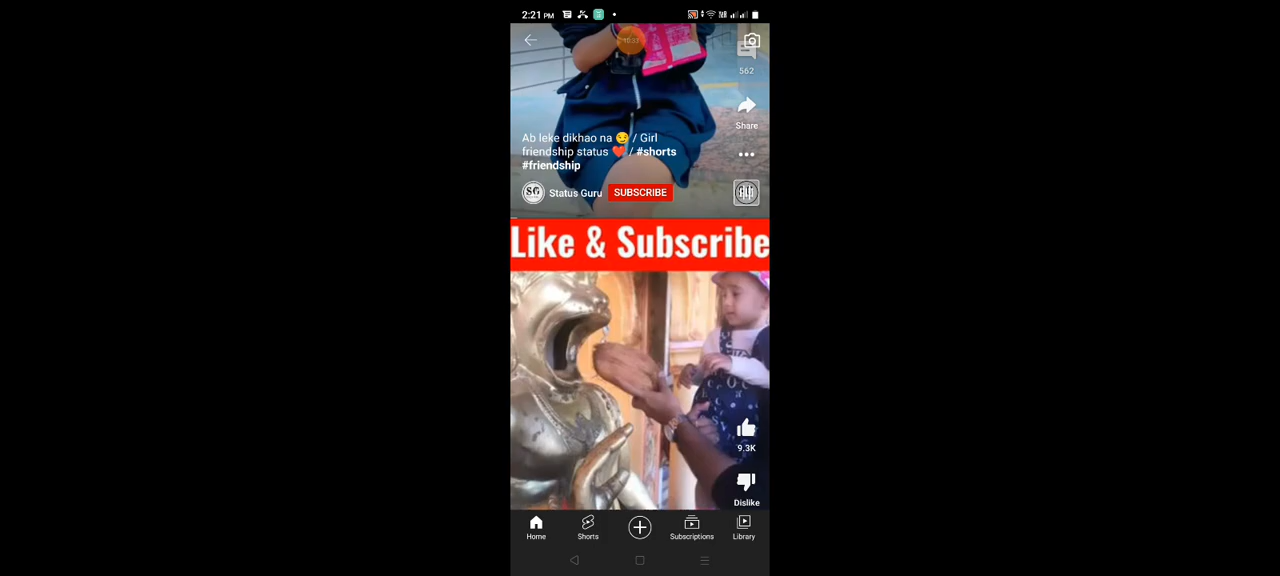 2:21 PM
562
Share
Ab leke dikhao na 😏 / Girl
friendship status ❤️ / #shorts
#friendship
SG Status Guru SUBSCRIBE
Like & Subscribe
9.3K
Dislike
Home Shorts Subscriptions Library